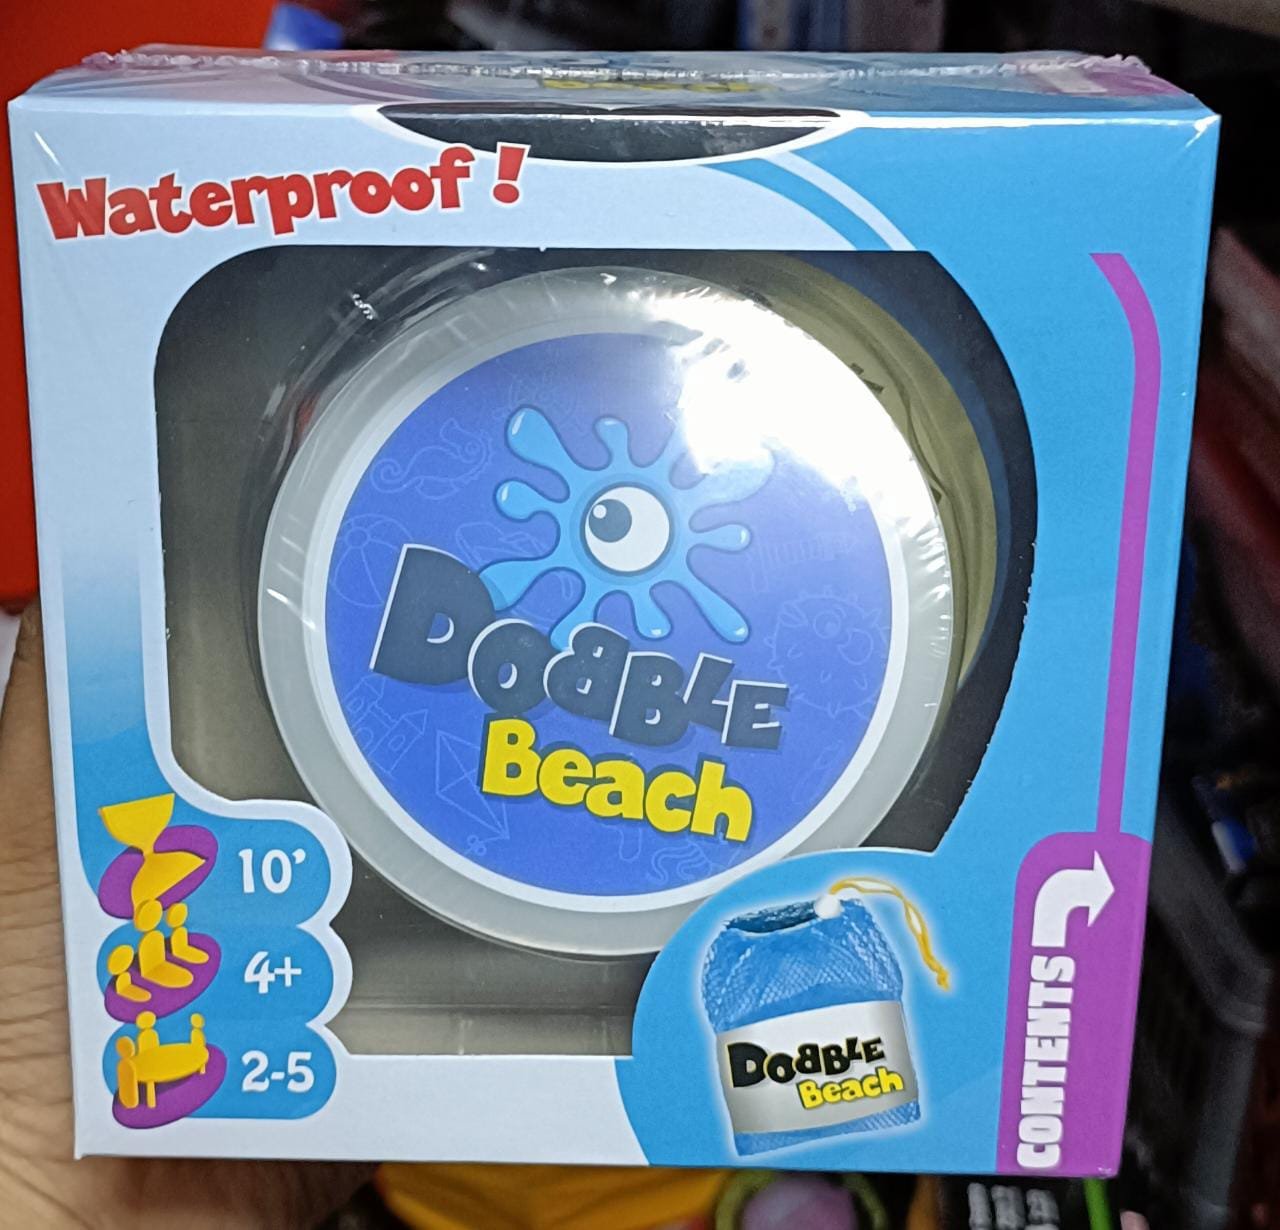 Waterproof!
DOBBLE
Beach
10'
4+
2-5
DOBBLE
Beach
CONTENTS